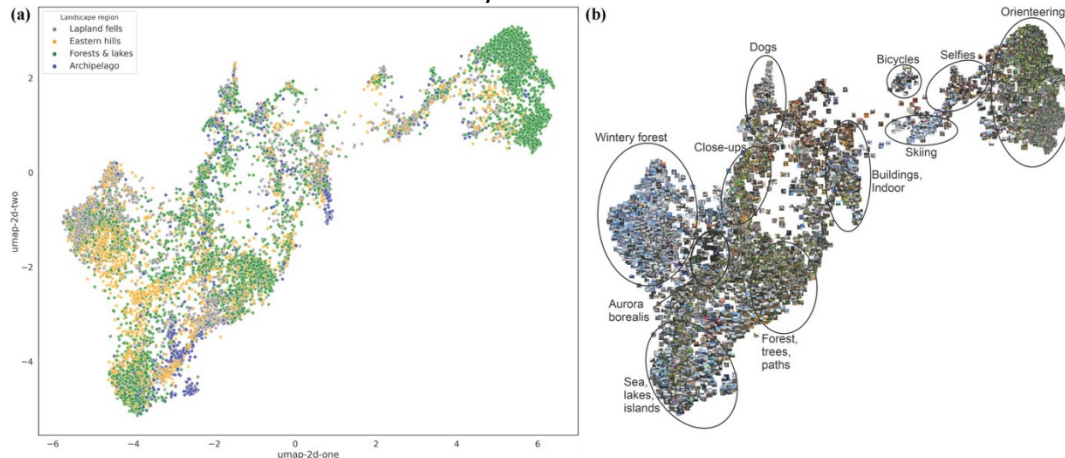 (a)
Landscape region
Lapland fells
Eastern hills
Forests & lakes
Archipelago
umap-2d-two
2
0
−2
−4
−6
−4
−2
0
2
4
6
umap-2d-one
(b)
Orienteering
Dogs
Bicycles
Selfies
Wintery forest
Close-ups
Skiing
Buildings,
Indoor
Aurora
borealis
Forest,
trees,
paths
Sea,
lakes,
islands